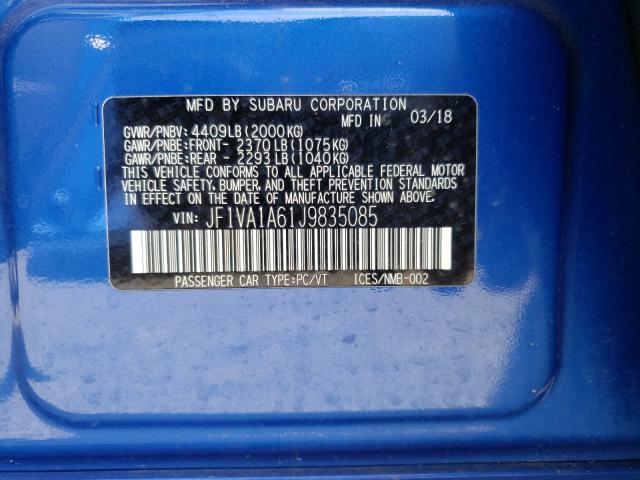 MFD BY SUBARU CORPORATION
MFD IN 03/18
GVWR/PNBV: 4409LB(2000KG)
GAWR/PNBE:FRONT- 2370LB(1075KG)
GAWR/PNBE:REAR - 2293LB(1040KG)
THIS VEHICLE CONFORMS TO ALL APPLICABLE FEDERAL MOTOR
VEHICLE SAFETY, BUMPER, AND THEFT PREVENTION STANDARDS
IN EFFECT ON THE DATE OF MANUFACTURE SHOWN ABOVE.
VIN: JF1VA1A61J9835085
PASSENGER CAR TYPE:PC/VT ICES/NMB-002